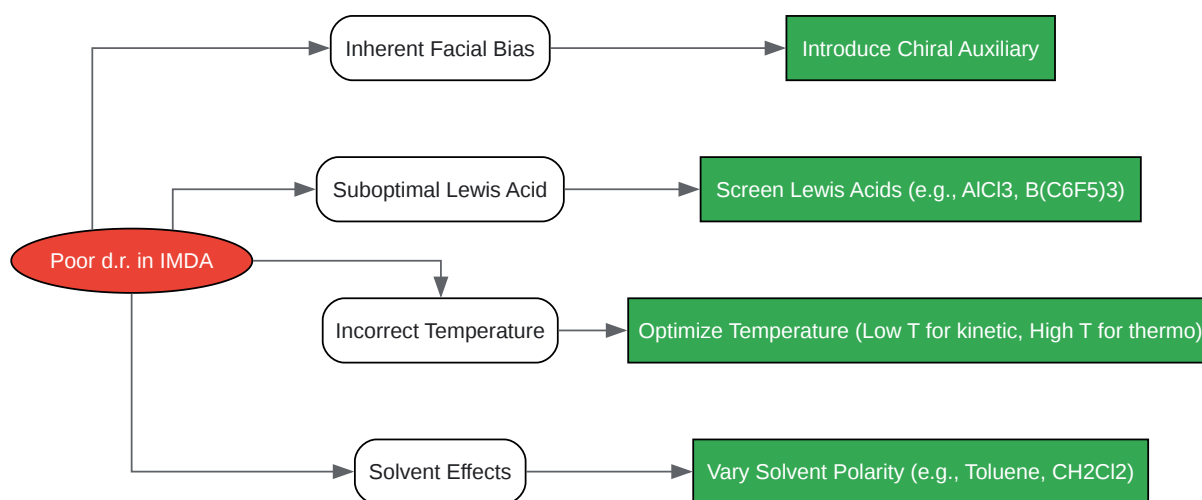 Inherent Facial Bias
Introduce Chiral Auxiliary
Suboptimal Lewis Acid
Screen Lewis Acids (e.g., AlCl3, B(C6F5)3)
Poor d.r. in IMDA
Incorrect Temperature
Optimize Temperature (Low T for kinetic, High T for thermo)
Solvent Effects
Vary Solvent Polarity (e.g., Toluene, CH2Cl2)